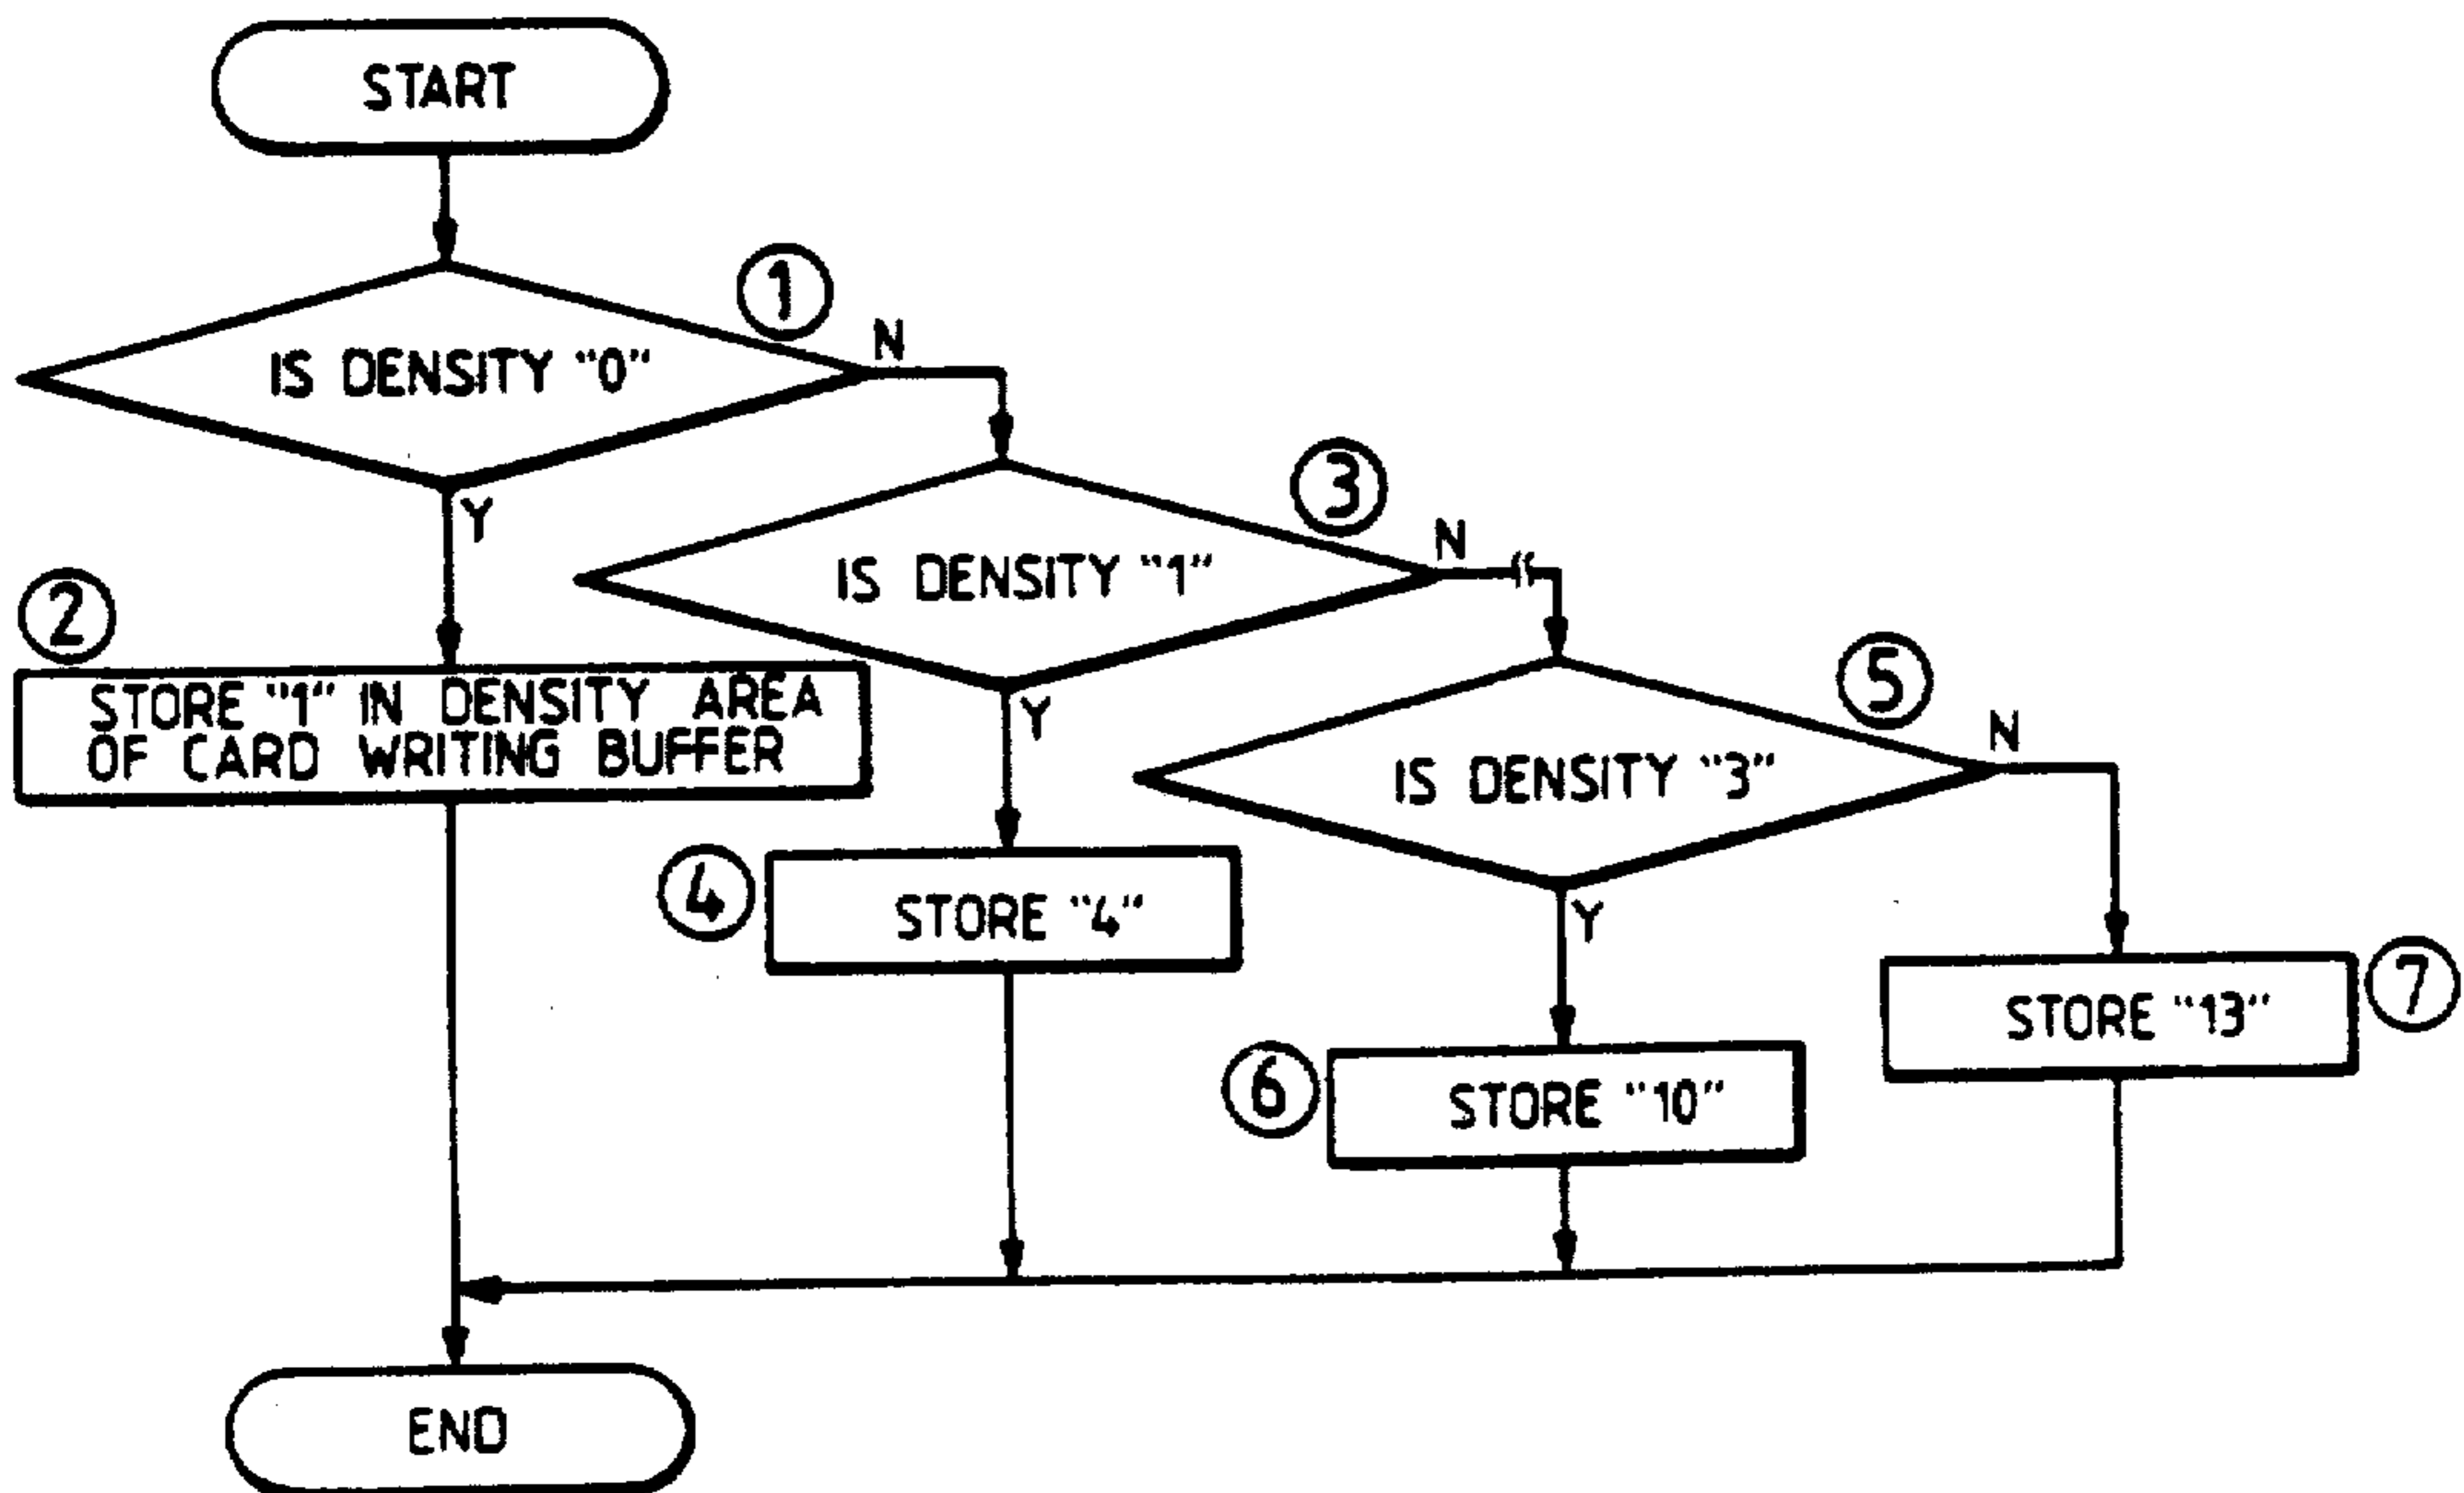 START
①
IS DENSITY "0"
N
Y
③
IS DENSITY "1"
N
②
STORE "1" IN DENSITY AREA
OF CARD WRITING BUFFER
Y
⑤
IS DENSITY "3"
N
④
STORE "4"
Y
⑦
STORE "13"
⑥
STORE "10"
END